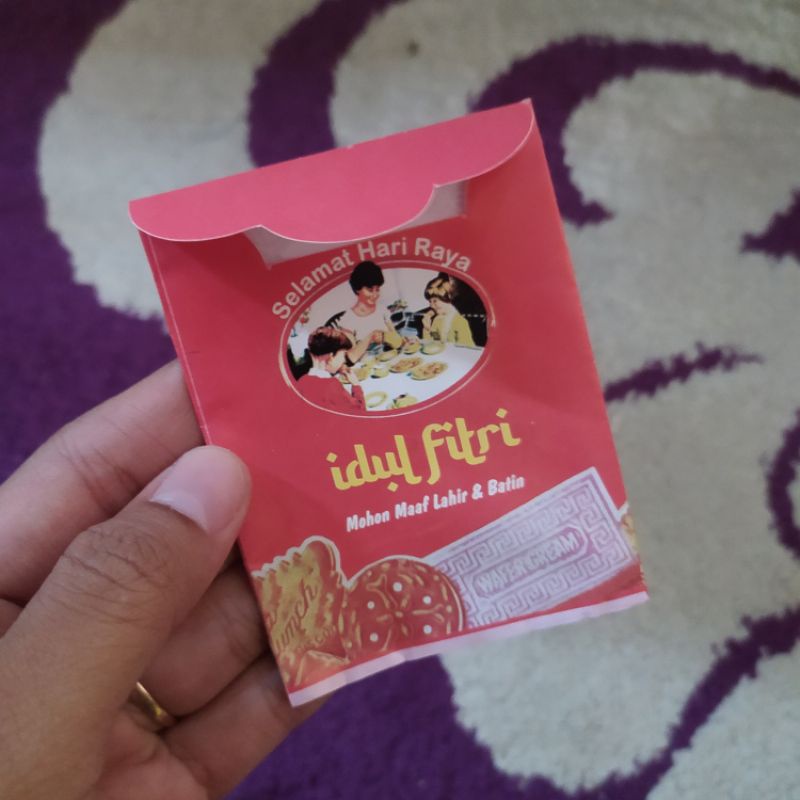 Selamat Hari Raya
idul fitri
Mohon Maaf Lahir & Batin
WAFER CREAM